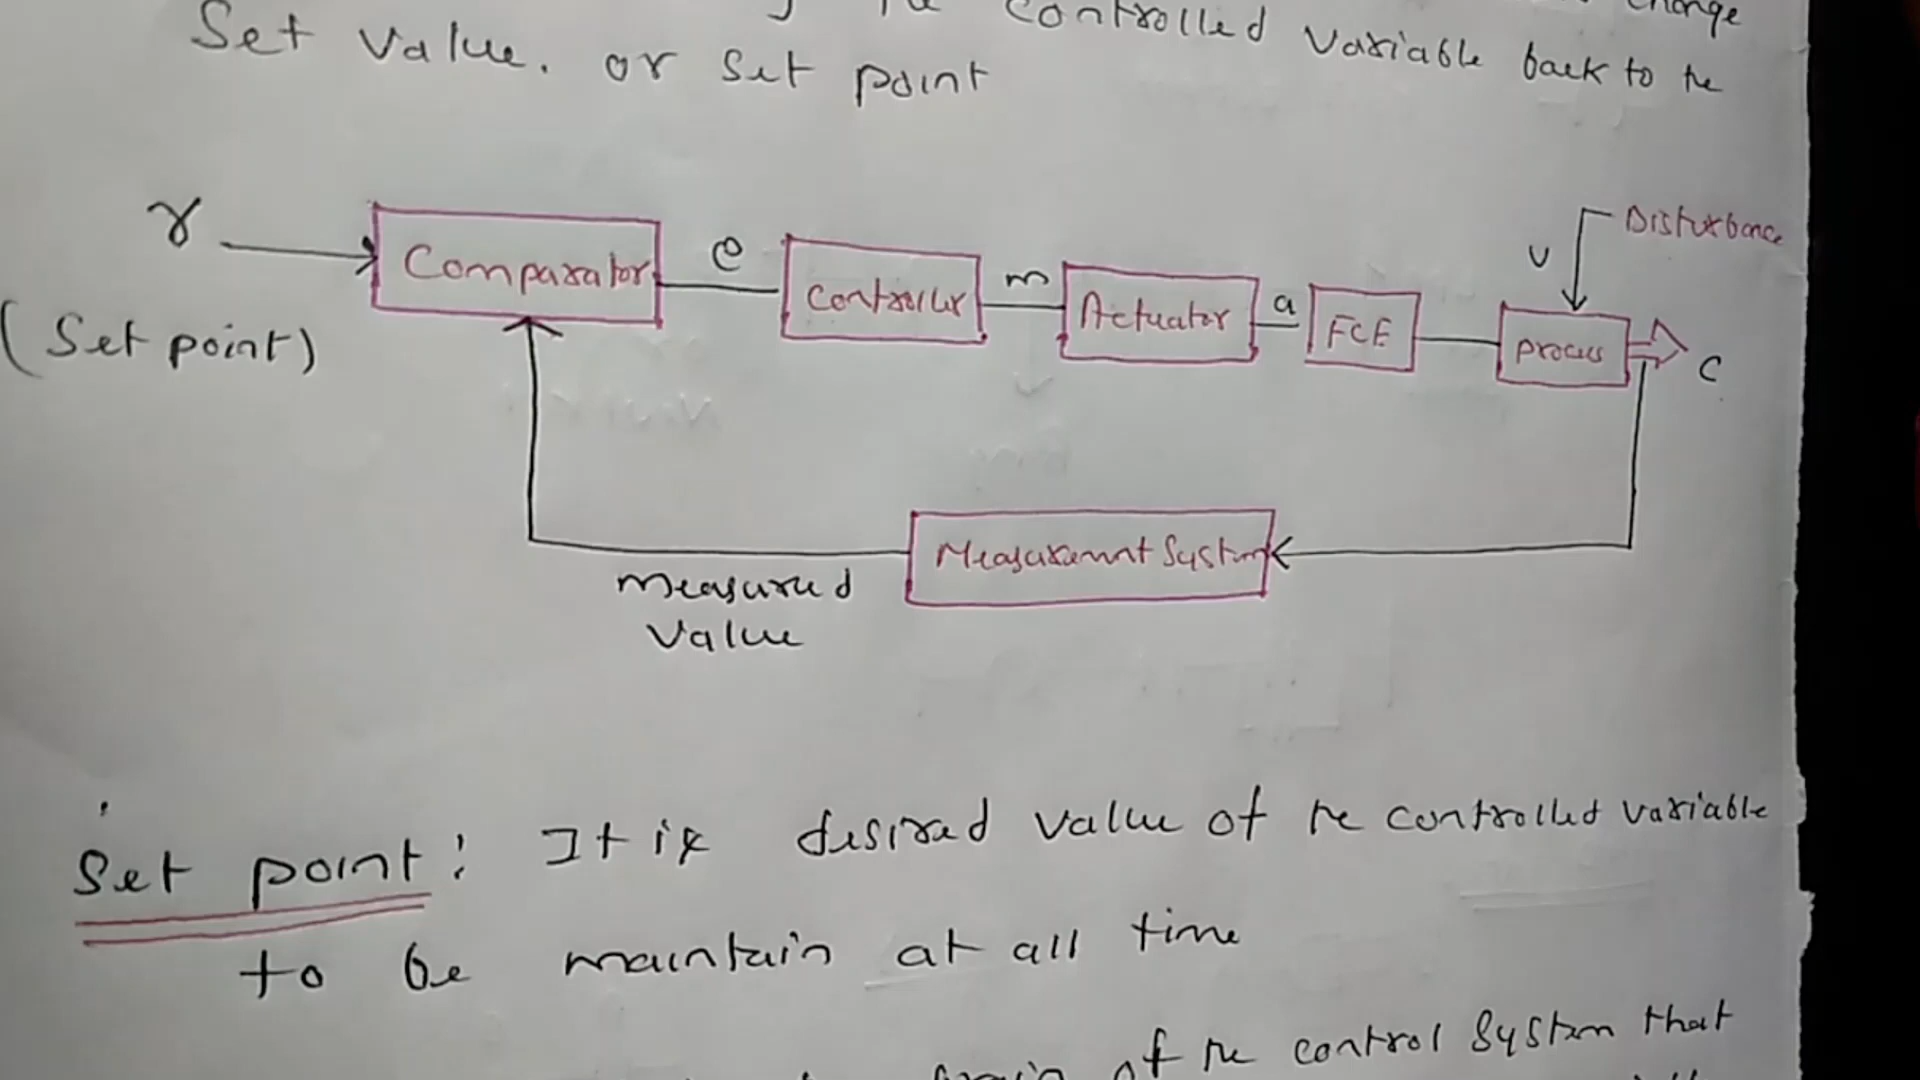 change
controlled variable back to the
Set value. or set point
r
(Set point)
Comparator
e
Controller
m
Actuator
a
FCE
U
Disturbance
process
C
Measurement System
measured
value
Set point: It is desired value of the controlled variable
to be maintain at all time
of the control system that